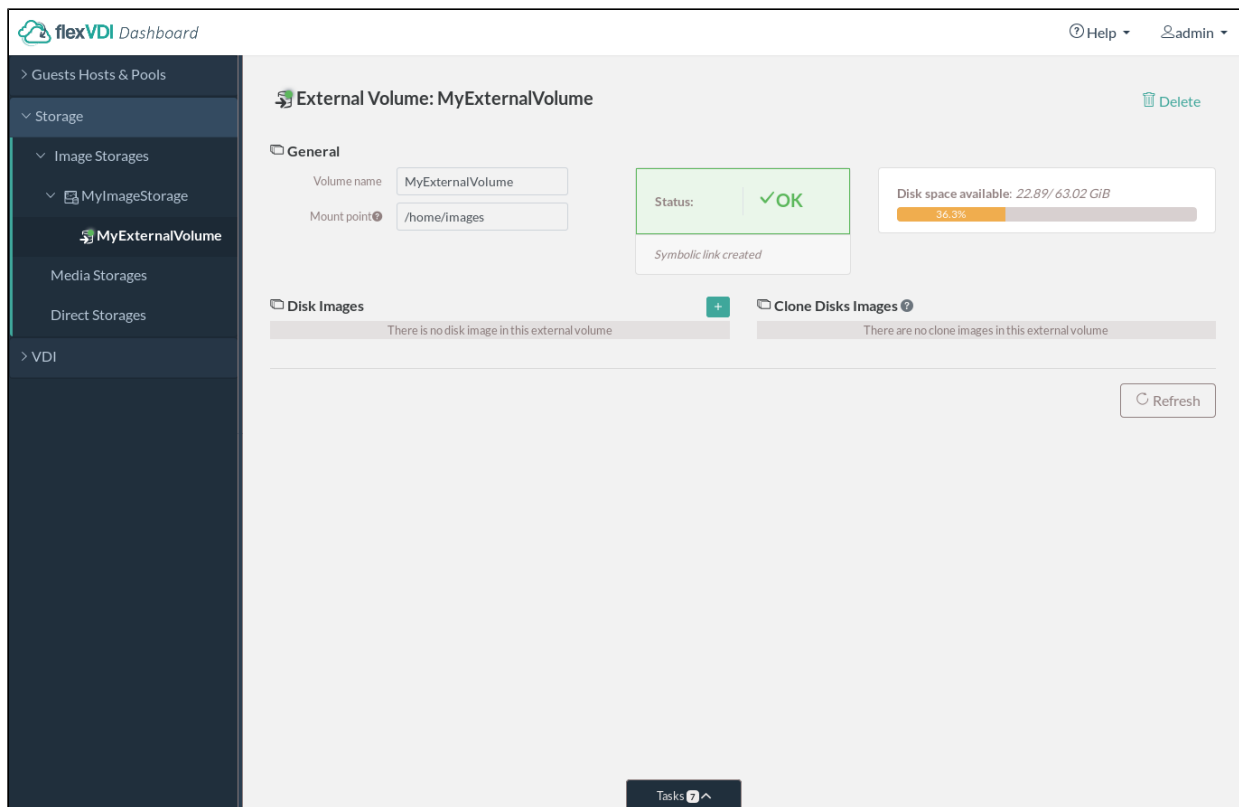 flexVDI Dashboard
Help
admin
Guests Hosts & Pools
Storage
Image Storages
MyImageStorage
MyExternalVolume
Media Storages
Direct Storages
VDI
External Volume: MyExternalVolume
Delete
General
Volume name MyExternalVolume
Mount point /home/images
Status: OK
Symbolic link created
Disk space available: 22.89/ 63.02 GiB
36.3%
Disk Images
+
There is no disk image in this external volume
Clone Disks Images
There are no clone images in this external volume
Refresh
Tasks 7